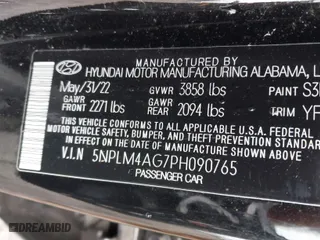 MANUFACTURED BY
HYUNDAI MOTOR MANUFACTURING ALABAMA,
May/31/22 GVWR 3858 lbs PAINT
GAWR FRONT 2271 lbs GAWR REAR 2094 lbs TRIM
THIS VEHICLE CONFORMS TO ALL APPLICABLE FEDERAL MOTOR
VEHICLE SAFETY, BUMPER, AND THEFT PREVENTION STANDARDS
IN EFFECT ON THE DATE OF MANUFACTURE SHOWN ABOVE.
V.I.N 5NPLM4AG7PH090765
PASSENGER CAR
DREAMBID